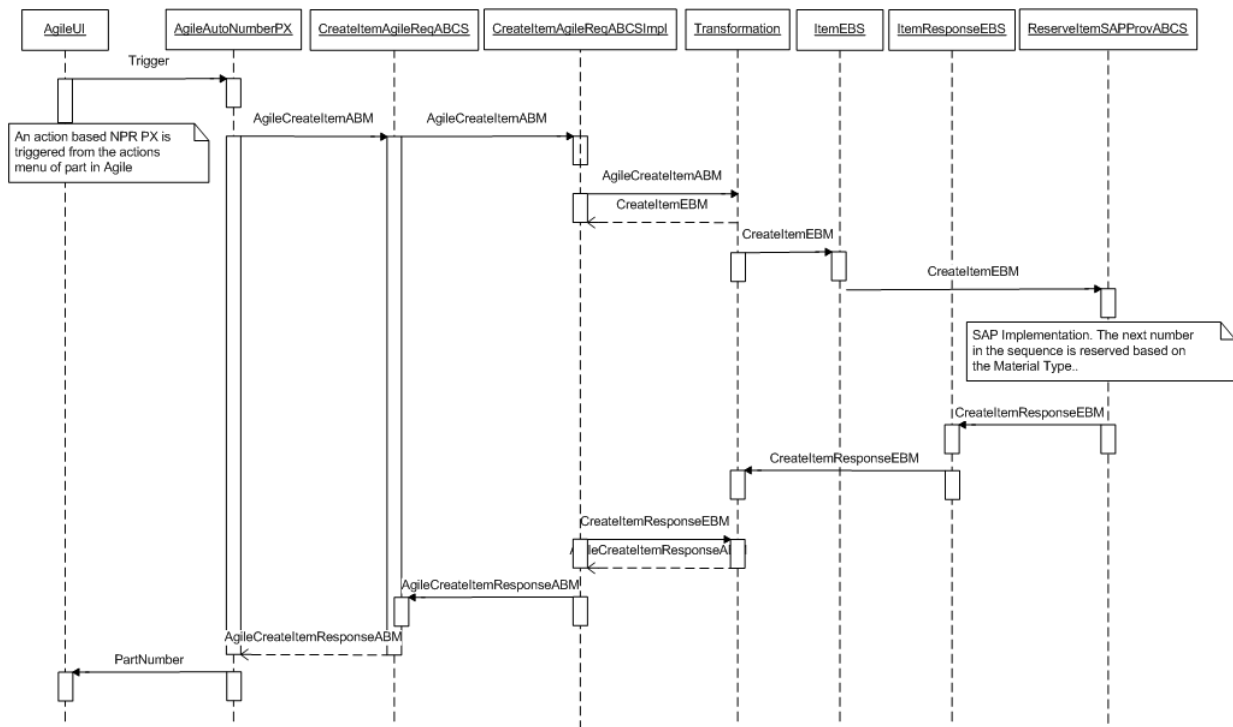 AgileUI
AgileAutoNumberPX
CreateItemAgileReqABCS
CreateItemAgileReqABCSImpl
Transformation
ItemEBS
ItemResponseEBS
ReserveItemSAPProvABCS
Trigger
An action based NPR PX is
triggered from the actions
menu of part in Agile
AgileCreateItemABM
AgileCreateItemABM
AgileCreateItemABM
CreateItemEBM
CreateItemEBM
CreateItemEBM
SAP Implementation. The next number
in the sequence is reserved based on
the Material Type..
CreateItemResponseEBM
CreateItemResponseEBM
CreateItemResponseEBM
AgileCreateItemResponseABM
AgileCreateItemResponseABM
AgileCreateItemResponseABM
PartNumber